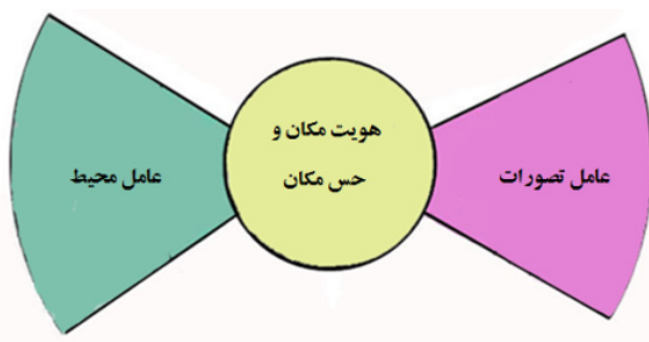 هویت مکان و
حس مکان
عامل تصورات
عامل محیط